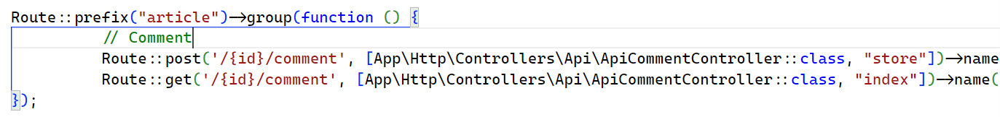 Route::prefix("article")->group(function () {
// Comment
Route::post('/{id}/comment', [App\Http\Controllers\Api\ApiCommentController::class, "store"])->name
Route::get('/{id}/comment', [App\Http\Controllers\Api\ApiCommentController::class, "index"])->name(
});